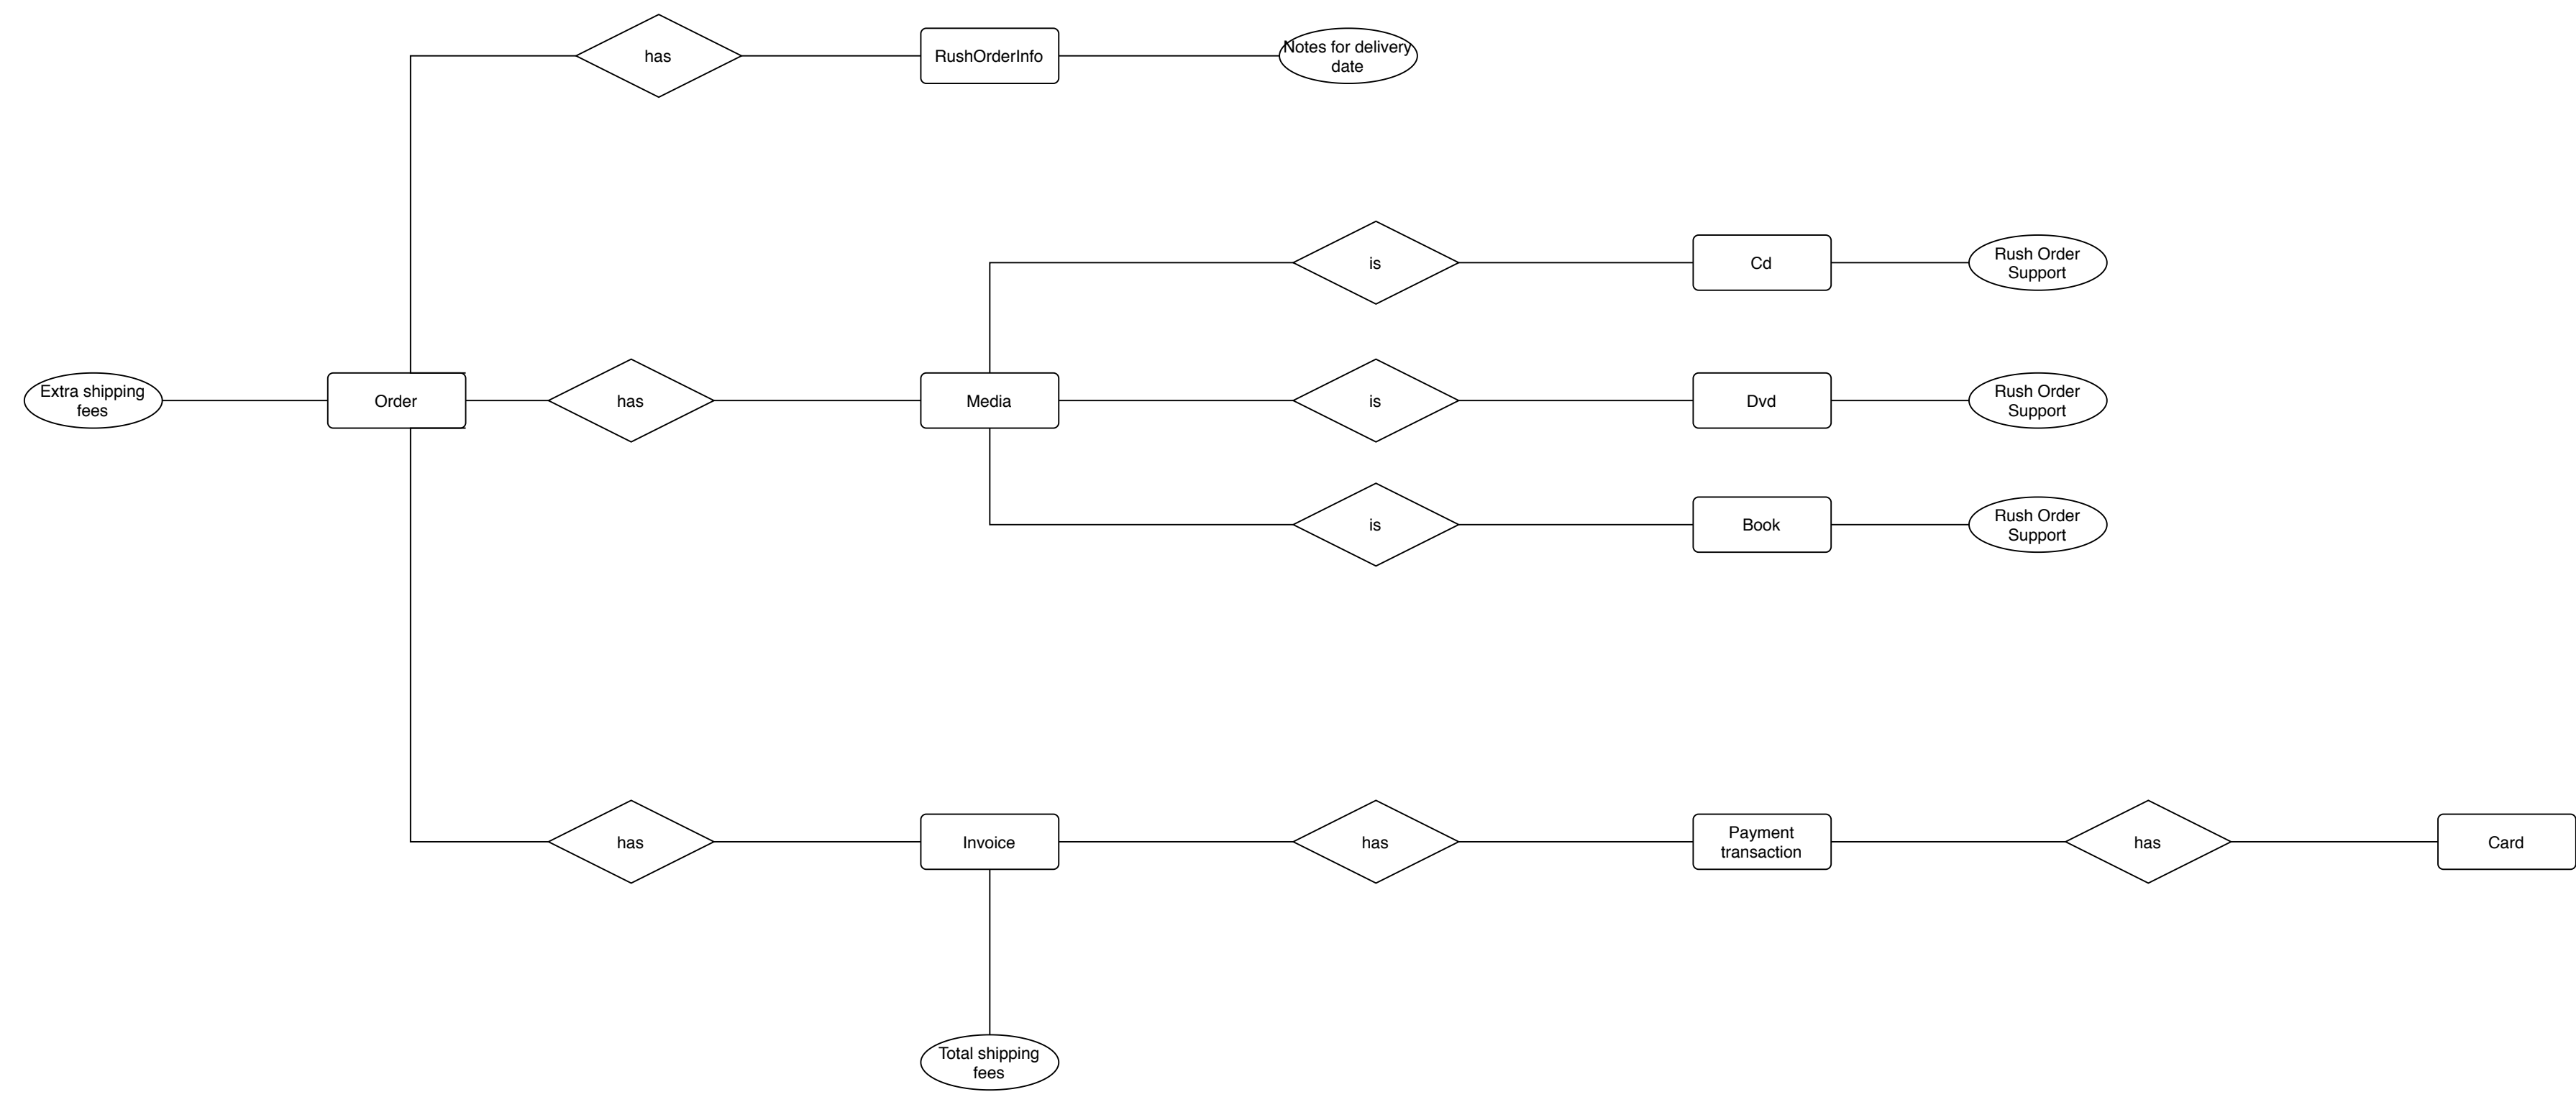 has
RushOrderInfo
Notes for delivery
date
is
Cd
Rush Order
Support
Extra shipping
fees
Order
has
Media
is
Dvd
Rush Order
Support
is
Book
Rush Order
Support
has
Invoice
has
Payment
transaction
has
Card
Total shipping
fees